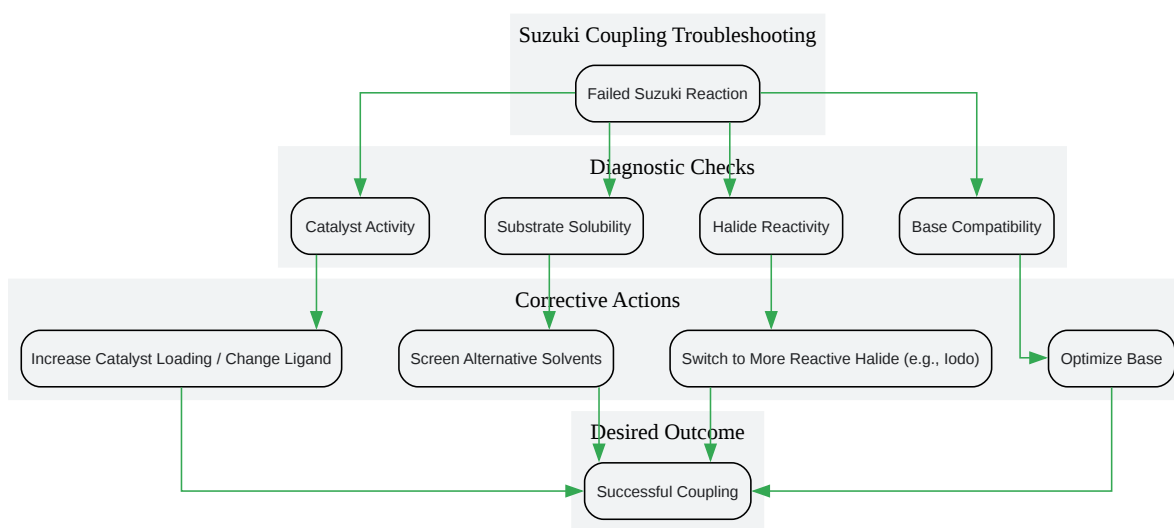 Suzuki Coupling Troubleshooting
Failed Suzuki Reaction
Diagnostic Checks
Catalyst Activity
Substrate Solubility
Halide Reactivity
Base Compatibility
Corrective Actions
Increase Catalyst Loading / Change Ligand
Screen Alternative Solvents
Switch to More Reactive Halide (e.g., Iodo)
Optimize Base
Desired Outcome
Successful Coupling